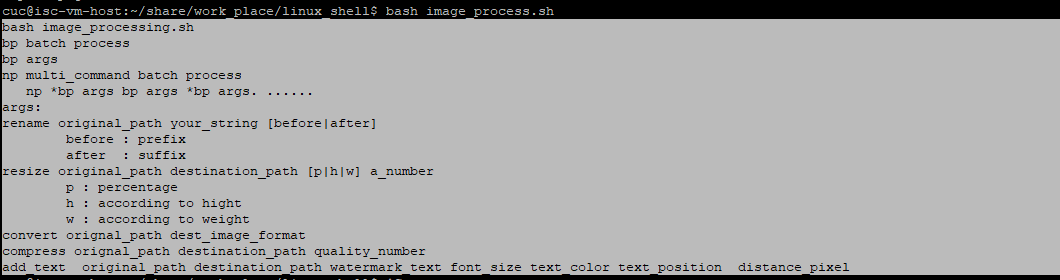 cuc@isc-vm-host:~/share/work_place/linux_shell$ bash image_process.sh
bash image_processing.sh
bp batch process
bp args
np multi_command batch process
   np *bp args bp args *bp args. ......
args:
rename original_path your_string [before|after]
        before : prefix
        after  : suffix
resize original_path destination_path [p|h|w] a_number
        p : percentage
        h : according to hight
        w : according to weight
convert orignal_path dest_image_format
compress orignal_path destination_path quality_number
add_text  original_path destination_path watermark_text font_size text_color text_position  distance_pixel